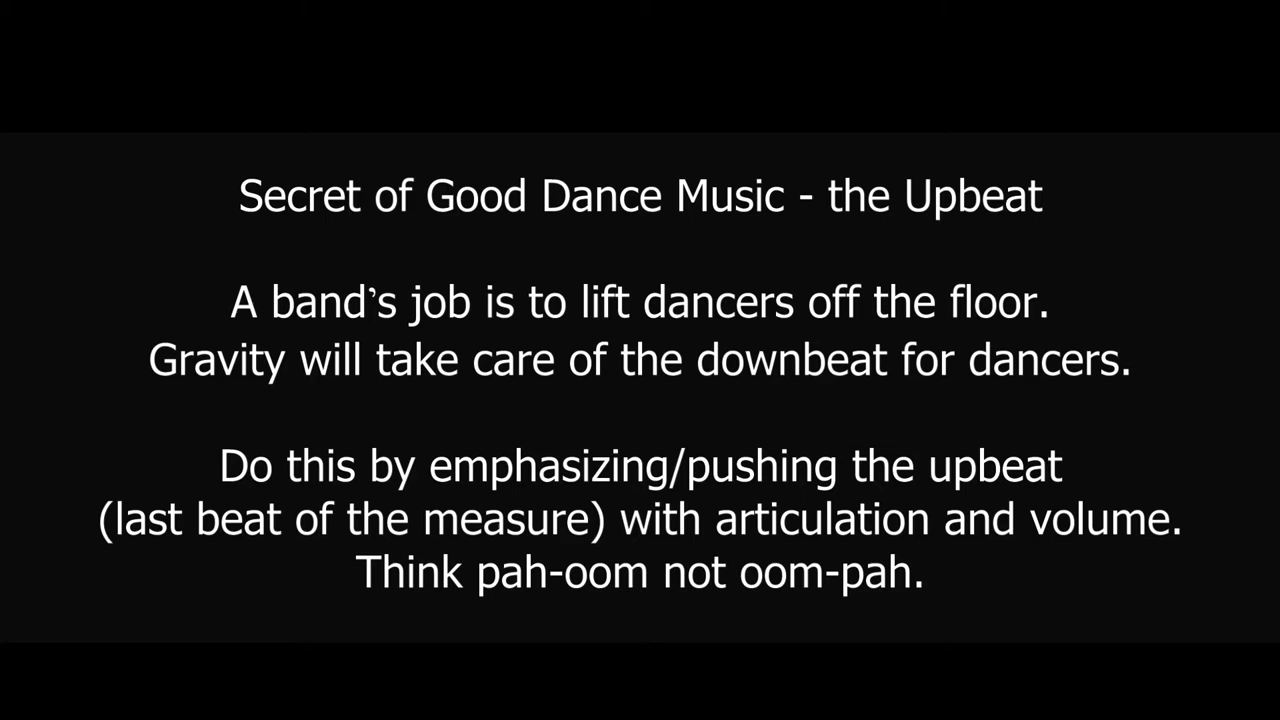 Secret of Good Dance Music - the Upbeat
A band’s job is to lift dancers off the floor.
Gravity will take care of the downbeat for dancers.
Do this by emphasizing/pushing the upbeat
(last beat of the measure) with articulation and volume.
Think pah-oom not oom-pah.